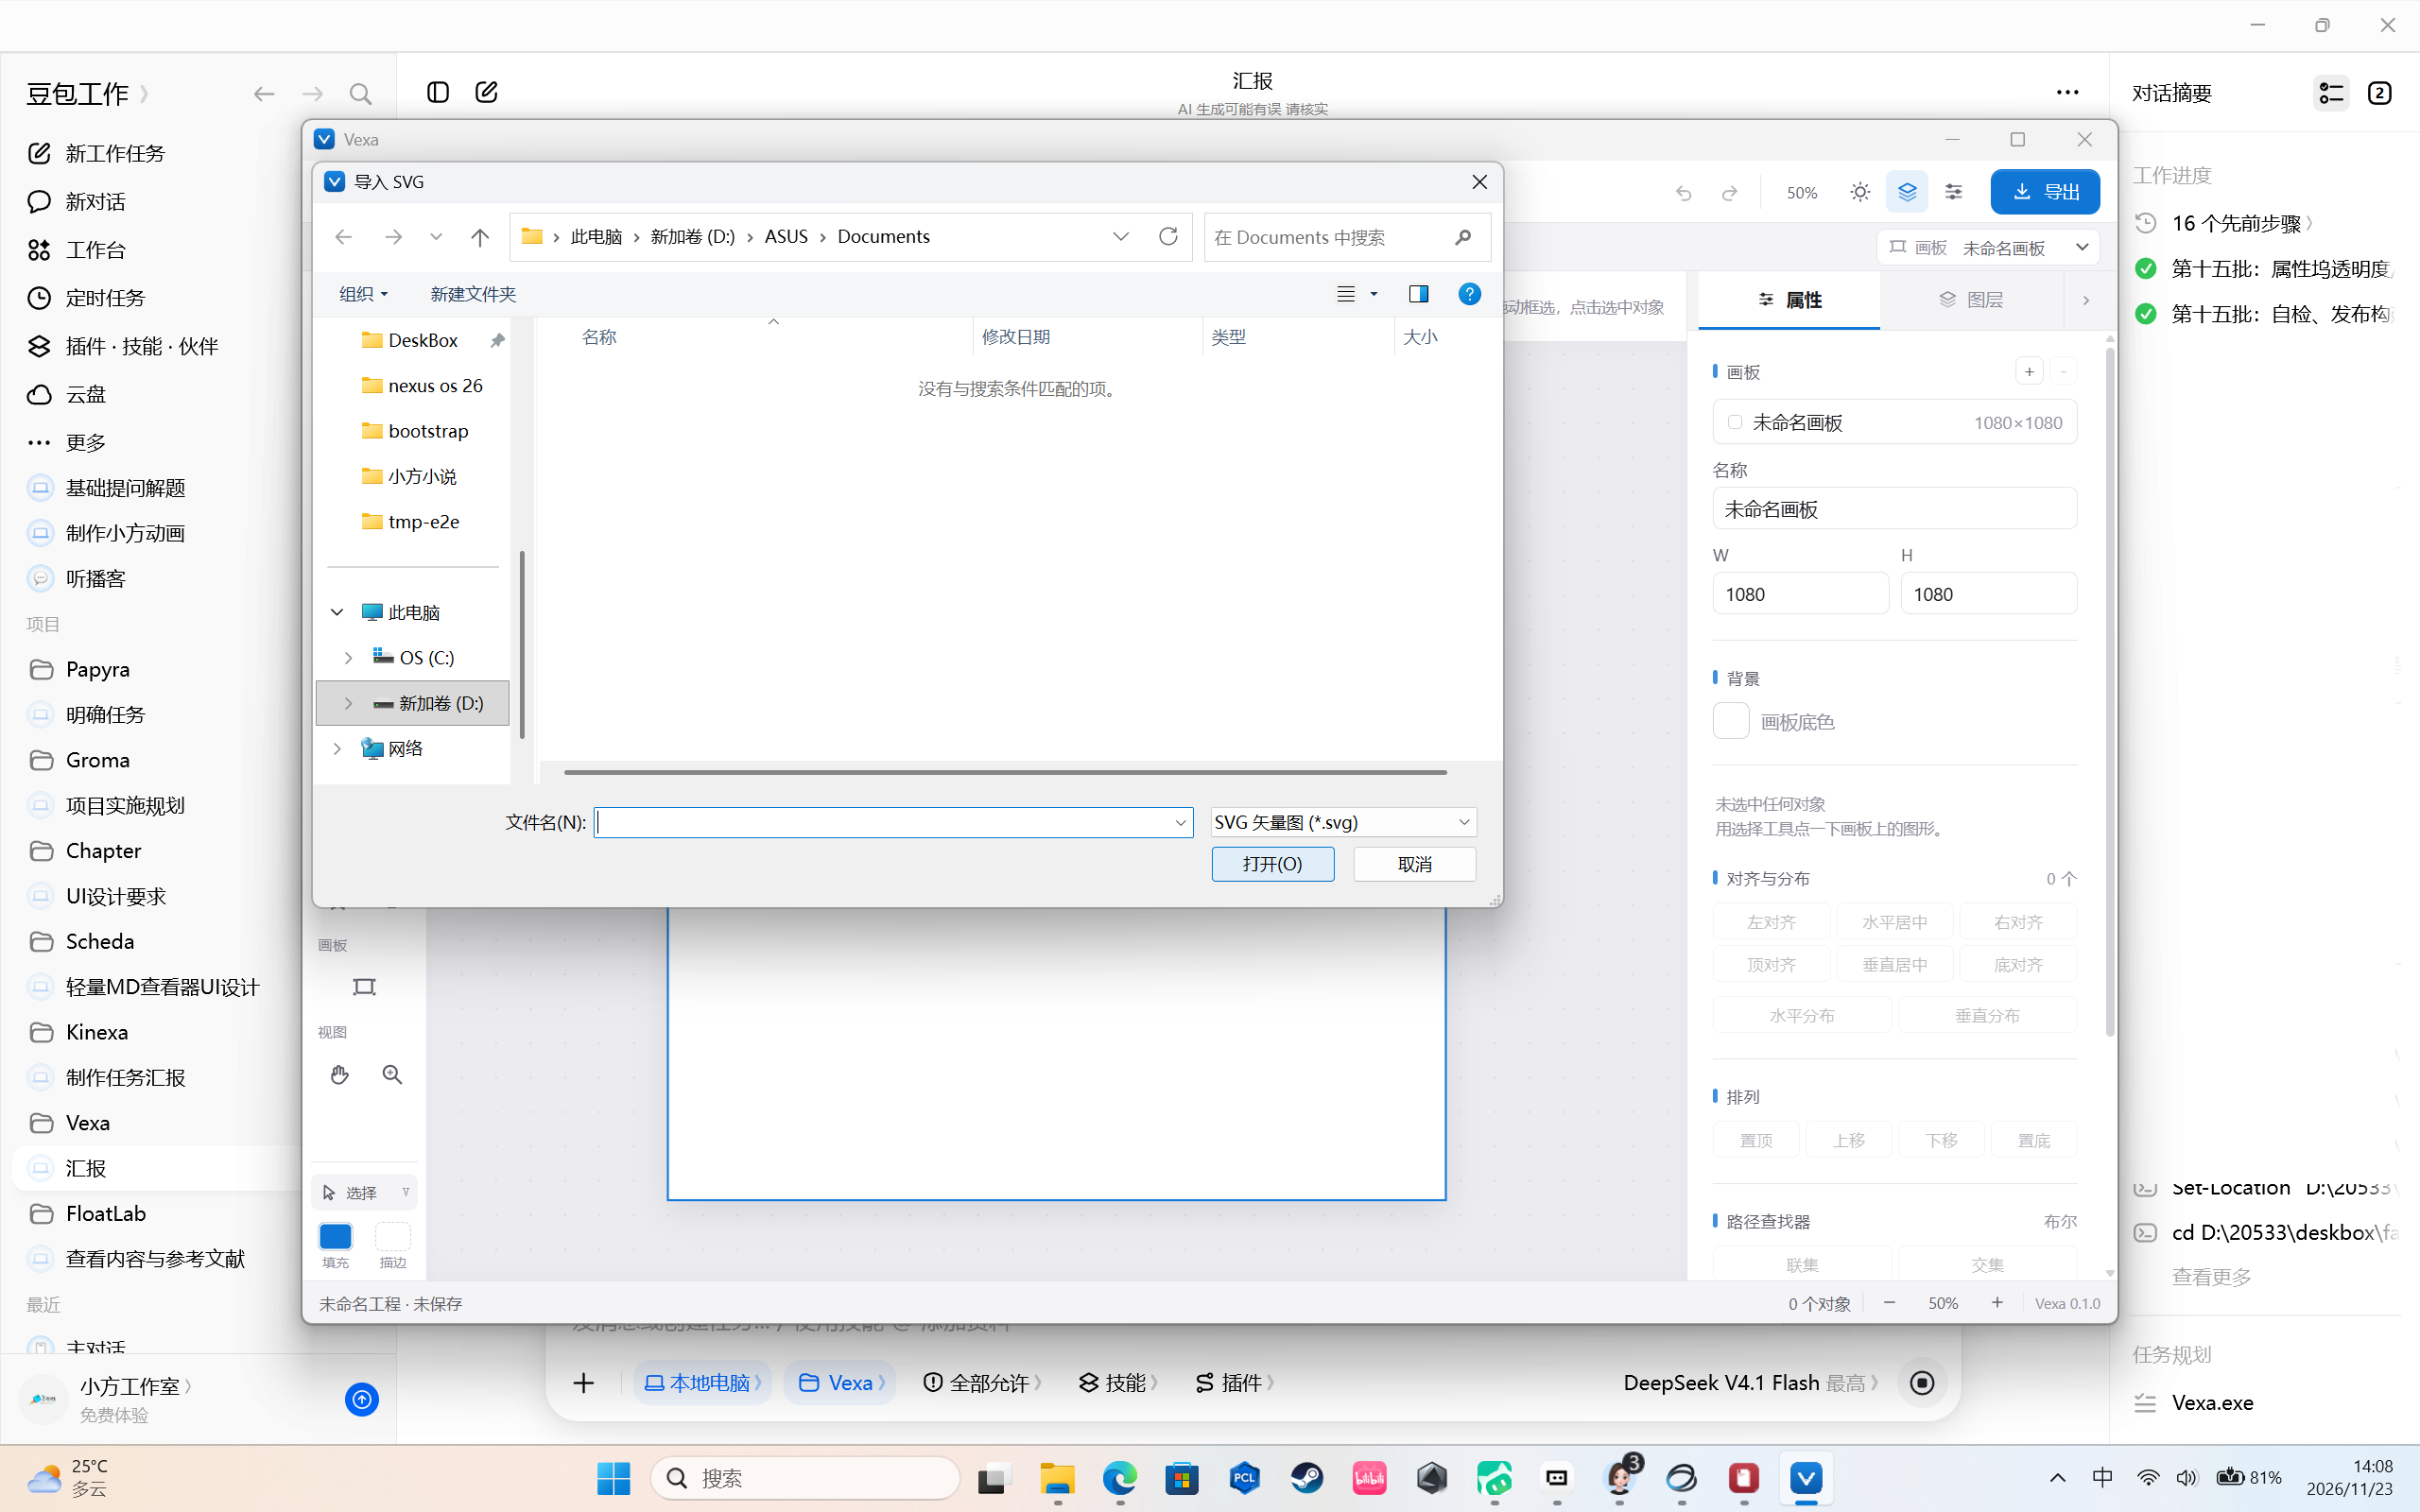 豆包工作
新工作任务
新对话
工作台
定时任务
插件 · 技能 · 伙伴
云盘
更多
基础提问解题
制作小方动画
听播客
项目
Papyra
明确任务
Groma
项目实施规划
Chapter
UI设计要求
Scheda
轻量MD查看器UI设计
Kinexa
制作任务汇报
Vexa
汇报
FloatLab
查看内容与参考文献
最近
主对话
小方工作室
免费体验
汇报
AI 生成可能有误 请核实
Vexa
导入 SVG
此电脑
新加卷 (D:)
ASUS
Documents
在 Documents 中搜索
组织
新建文件夹
DeskBox
nexus os 26
bootstrap
小方小说
tmp-e2e
此电脑
OS (C:)
新加卷 (D:)
网络
名称
修改日期
类型
大小
没有与搜索条件匹配的项。
文件名(N):
SVG 矢量图 (*.svg)
打开(O)
取消
50%
导出
画板
未命名画板
动框选，点击选中对象
属性
图层
画板
+
-
未命名画板
1080×1080
名称
未命名画板
W
H
1080
1080
背景
画板底色
未选中任何对象
用选择工具点一下画板上的图形。
对齐与分布
0 个
左对齐
水平居中
右对齐
顶对齐
垂直居中
底对齐
水平分布
垂直分布
排列
置顶
上移
下移
置底
路径查找器
布尔
联集
交集
画板
视图
选择
填充
描边
未命名工程 · 未保存
0 个对象
50%
Vexa 0.1.0
本地电脑
Vexa
全部允许
技能
插件
DeepSeek V4.1 Flash 最高
对话摘要
2
工作进度
16 个先前步骤
第十五批：属性坞透明度
第十五批：自检、发布构
Set-Location D:\20533\
cd D:\20533\deskbox\fa
查看更多
任务规划
Vexa.exe
25°C
多云
搜索
PCL
bilibili
3
中
81%
14:08
2026/11/23